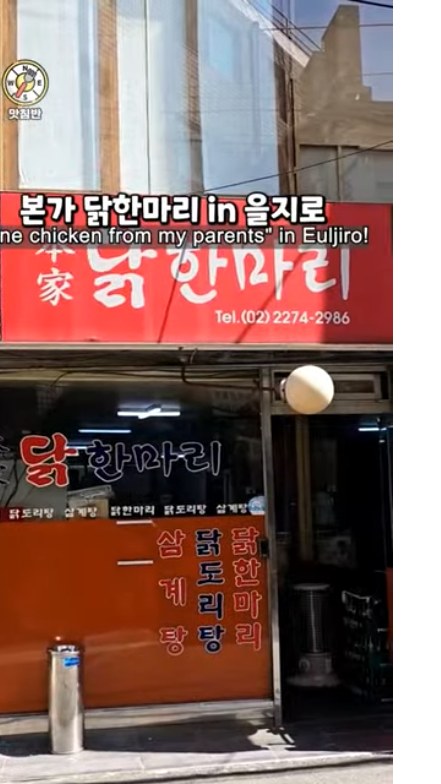 N
W E
S
맛침반
본가 닭한마리 in 을지로
ne chicken from my parents" in Euljiro!
本家 닭한마리
Tel.(02)2274-2986
닭한마리
닭도리탕 삼계탕 닭한마리 닭도리탕 삼계탕
삼계탕
닭도리탕
닭한마리